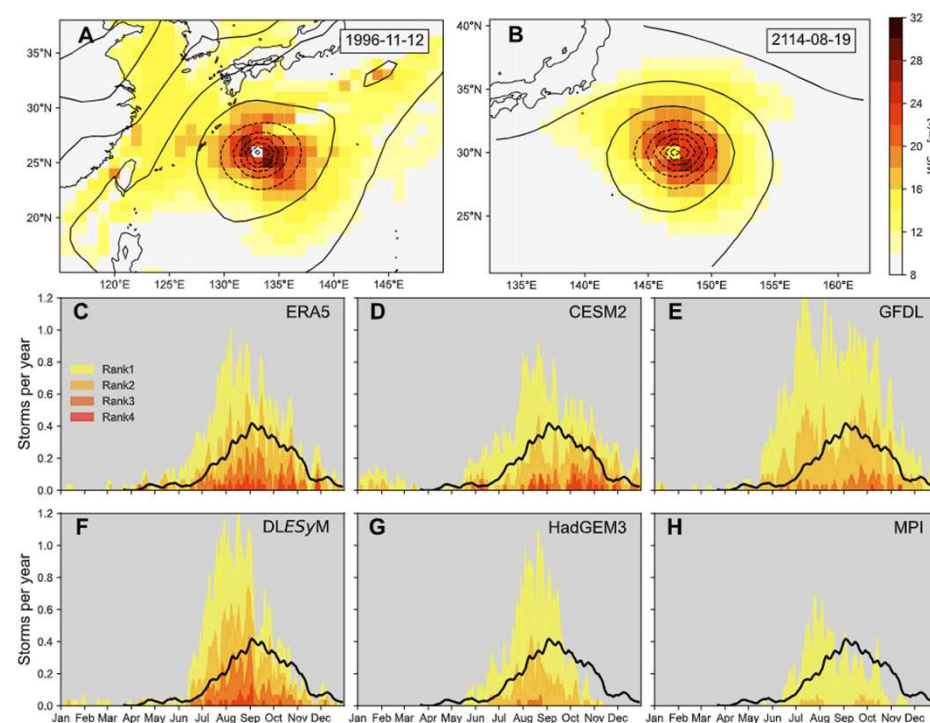 A
1996-11-12
B
2114-08-19
35°N
30°N
25°N
20°N
120°E 125°E 130°E 135°E 140°E 145°E
40°N
35°N
30°N
25°N
135°E 140°E 145°E 150°E 155°E 160°E
32
28
24
20
16
12
8
C
ERA5
Rank1
Rank2
Rank3
Rank4
Storms per year
1.2
1.0
0.8
0.6
0.4
0.2
0.0
D
CESM2
E
GFDL
F
DLESyM
Storms per year
1.2
1.0
0.8
0.6
0.4
0.2
0.0
G
HadGEM3
H
MPI
Jan Feb Mar Apr May Jun Jul Aug Sep Oct Nov Dec
Jan Feb Mar Apr May Jun Jul Aug Sep Oct Nov Dec
Jan Feb Mar Apr May Jun Jul Aug Sep Oct Nov Dec